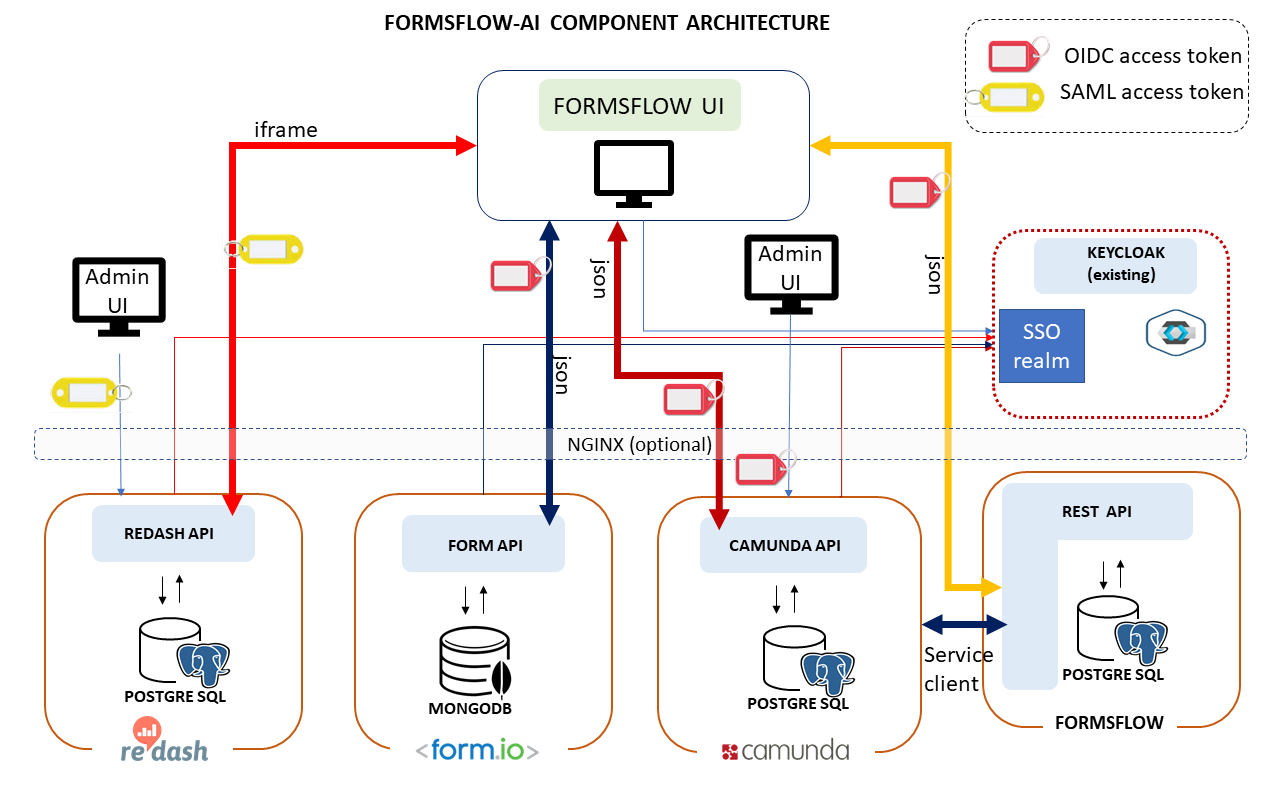 FORMSFLOW-AI COMPONENT ARCHITECTURE
OIDC access token
SAML access token
FORMSFLOW UI
iframe
Admin
UI
Admin
UI
json
json
json
json
KEYCLOAK
(existing)
SSO
realm
NGINX (optional)
REDASH API
FORM API
CAMUNDA API
REST API
POSTGRE SQL
MONGODB
POSTGRE SQL
POSTGRE SQL
Service
client
FORMSFLOW
re:dash
<form.io>
camunda